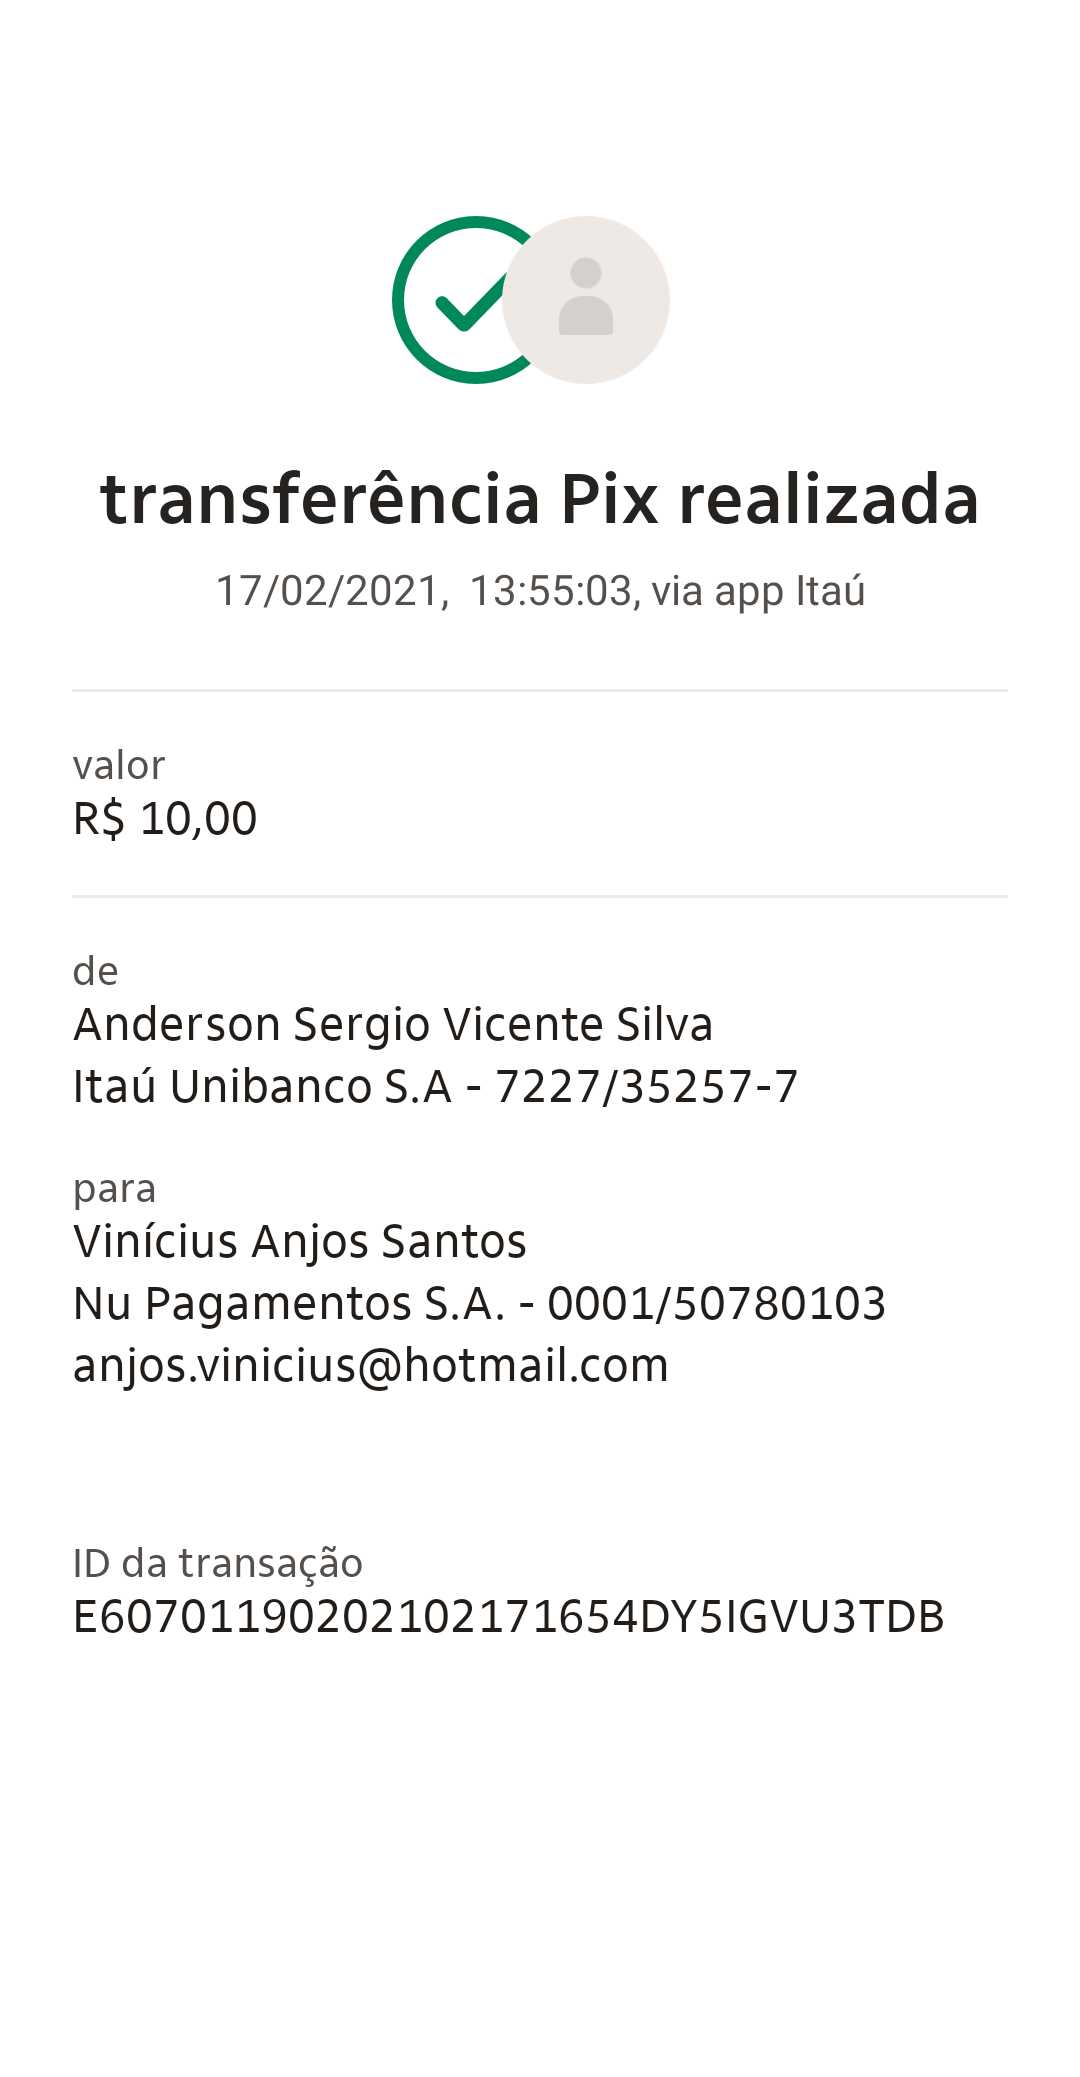 transferência Pix realizada
17/02/2021, 13:55:03, via app Itaú
valor
R$ 10,00
de
Anderson Sergio Vicente Silva
Itaú Unibanco S.A - 7227/35257-7
para
Vinícius Anjos Santos
Nu Pagamentos S.A. - 0001/50780103
anjos.vinicius@hotmail.com
ID da transação
E60701190202102171654DY5IGVU3TDB